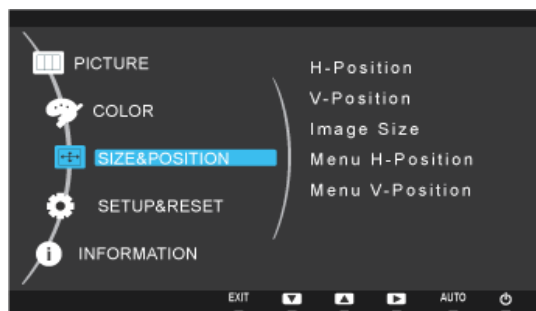 PICTURE
COLOR
SIZE&POSITION
SETUP&RESET
INFORMATION
H-Position
V-Position
Image Size
Menu H-Position
Menu V-Position
EXIT AUTO